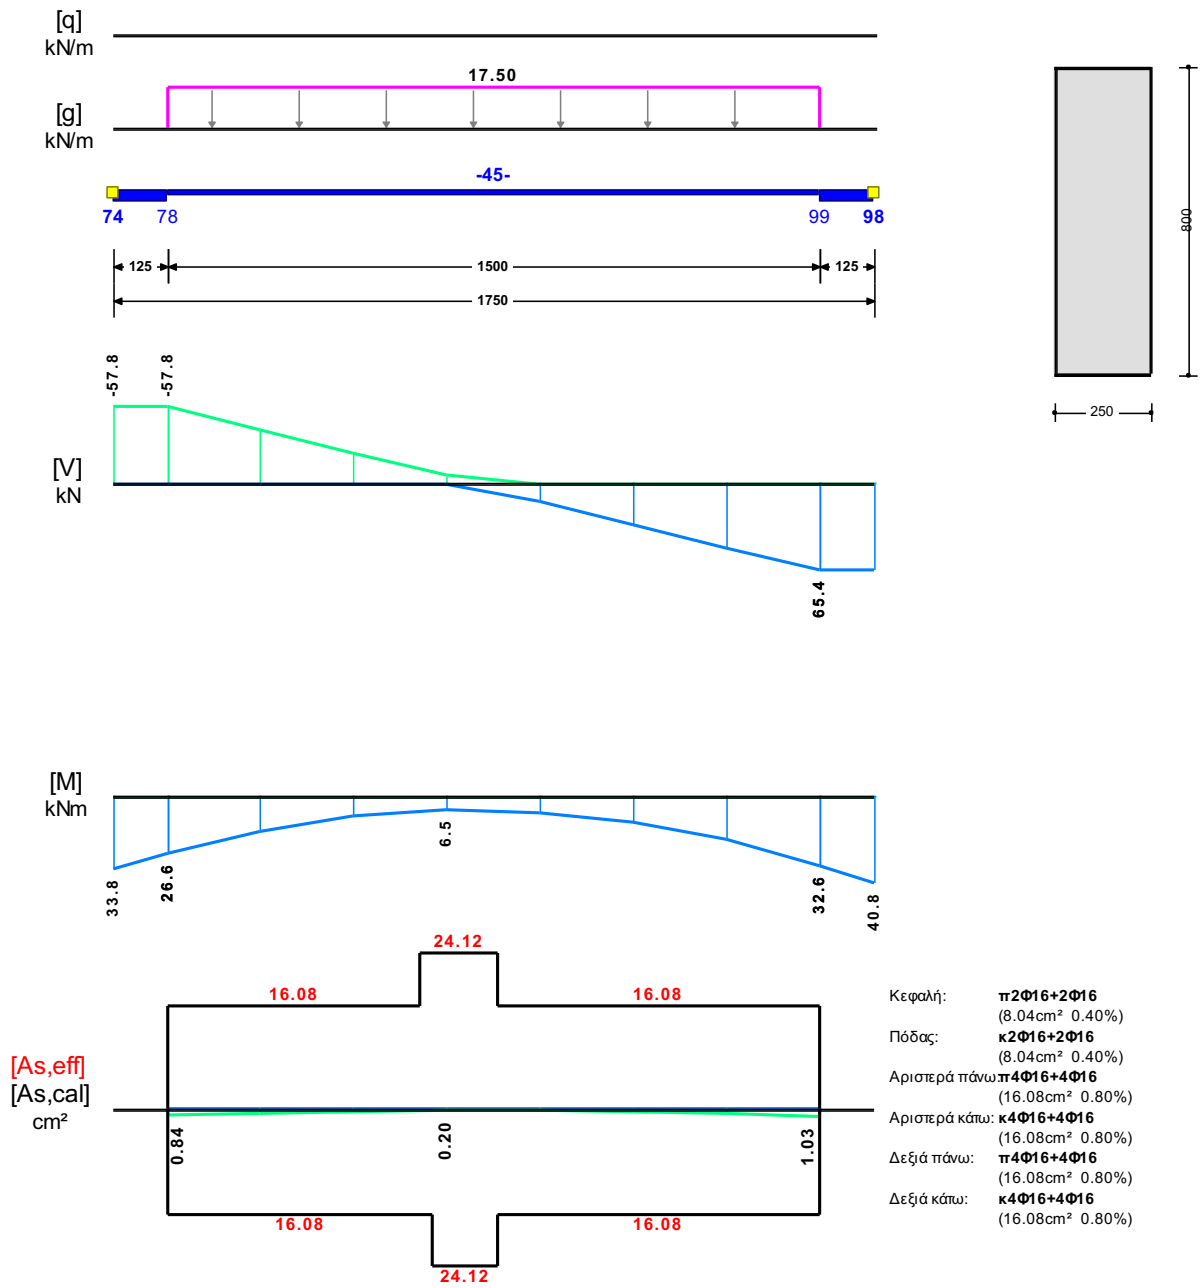 [q]
kN/m
17.50
[g]
kN/m
-45-
74 78 99 98
125 1500 125
1750
800
250
-57.8 -57.8
[V]
kN
65.4
[M]
kNm
33.8 26.6 6.5 32.6 40.8
24.12
16.08 16.08
[As,eff]
[As,cal]
cm²
0.84 0.20 1.03
16.08 16.08
24.12
Κεφαλή: π2Φ16+2Φ16
(8.04cm² 0.40%)
Πόδας: κ2Φ16+2Φ16
(8.04cm² 0.40%)
Αριστερά πάνω: π4Φ16+4Φ16
(16.08cm² 0.80%)
Αριστερά κάτω: κ4Φ16+4Φ16
(16.08cm² 0.80%)
Δεξιά πάνω: π4Φ16+4Φ16
(16.08cm² 0.80%)
Δεξιά κάτω: κ4Φ16+4Φ16
(16.08cm² 0.80%)